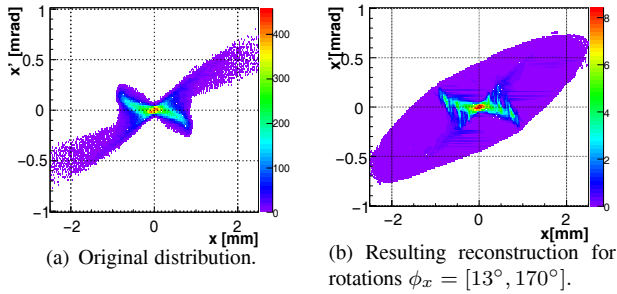 x' [mrad]
1
0.5
0
-0.5
-1
-2 0 2
x [mm]
400
300
200
100
0
(a) Original distribution.
x' [mrad]
1
0.5
0
-0.5
-1
-2 0 2
x[mm]
8
6
4
2
0
(b) Resulting reconstruction for
rotations ϕx = [13°, 170°].